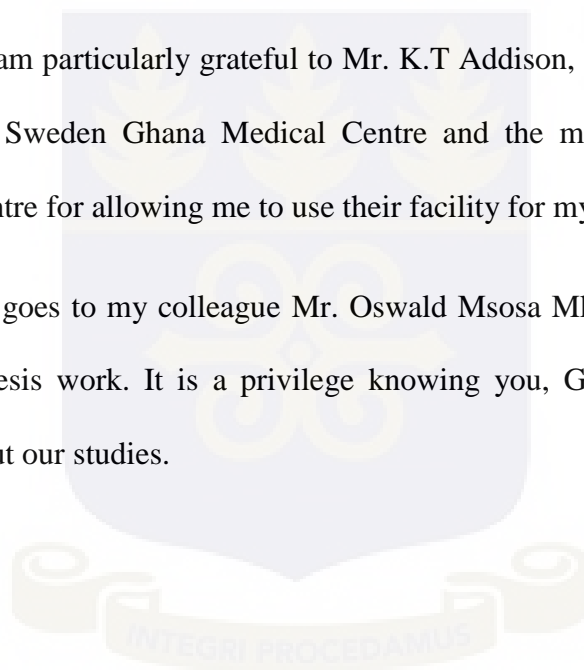 am particularly grateful to Mr. K.T Addison,
Sweden Ghana Medical Centre and the m
ntre for allowing me to use their facility for my
goes to my colleague Mr. Oswald Msosa M
esis work. It is a privilege knowing you, G
ut our studies.
INTEGRI PROCEDAMUS